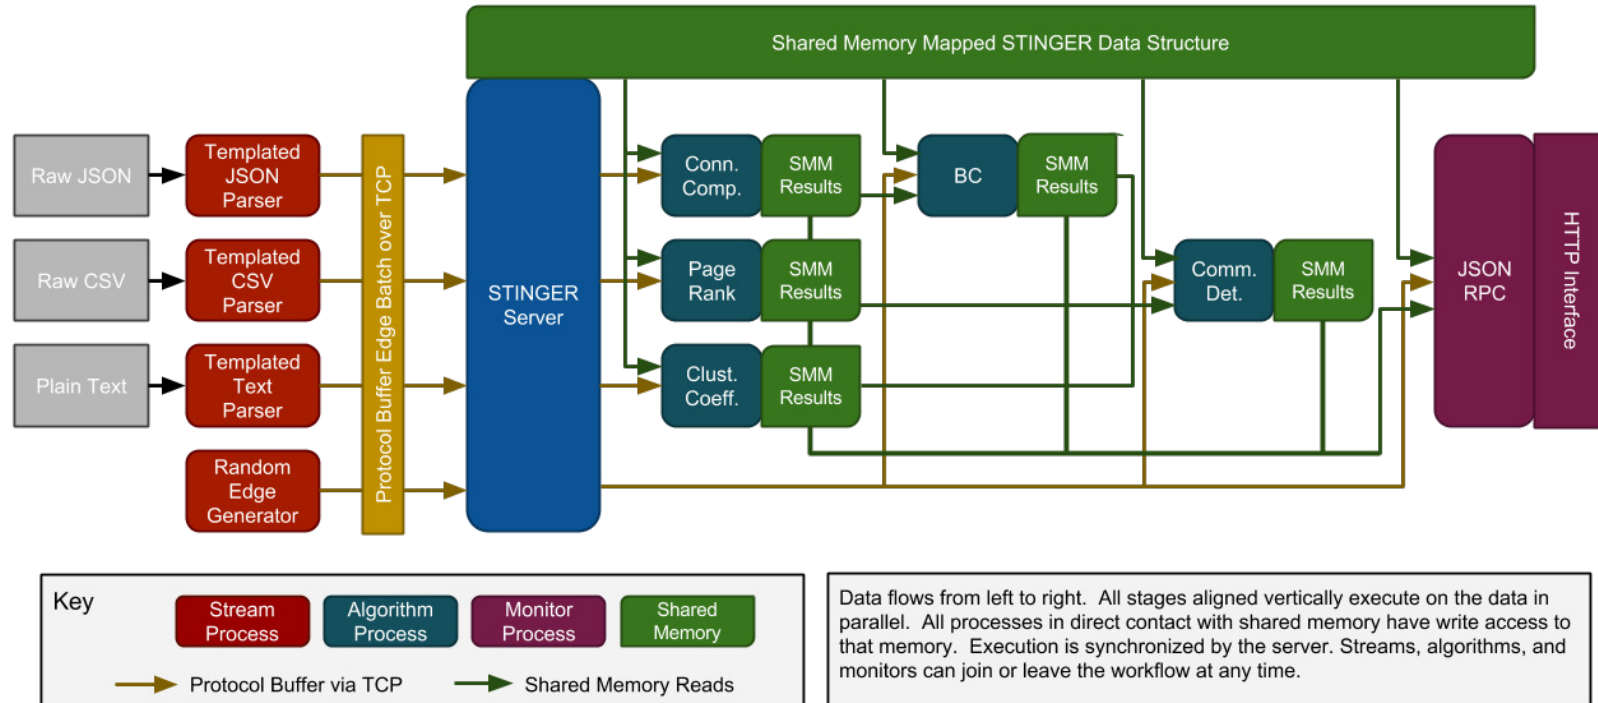 Shared Memory Mapped STINGER Data Structure
Raw JSON
Templated
JSON
Parser
Raw CSV
Templated
CSV
Parser
Plain Text
Templated
Text
Parser
Random
Edge
Generator
Protocol Buffer Edge Batch over TCP
STINGER
Server
Conn.
Comp.
SMM
Results
Page
Rank
SMM
Results
Clust.
Coeff.
SMM
Results
BC
SMM
Results
Comm.
Det.
SMM
Results
JSON
RPC
HTTP Interface
Key
Stream
Process
Algorithm
Process
Monitor
Process
Shared
Memory
Protocol Buffer via TCP
Shared Memory Reads
Data flows from left to right. All stages aligned vertically execute on the data in
parallel. All processes in direct contact with shared memory have write access to
that memory. Execution is synchronized by the server. Streams, algorithms, and
monitors can join or leave the workflow at any time.